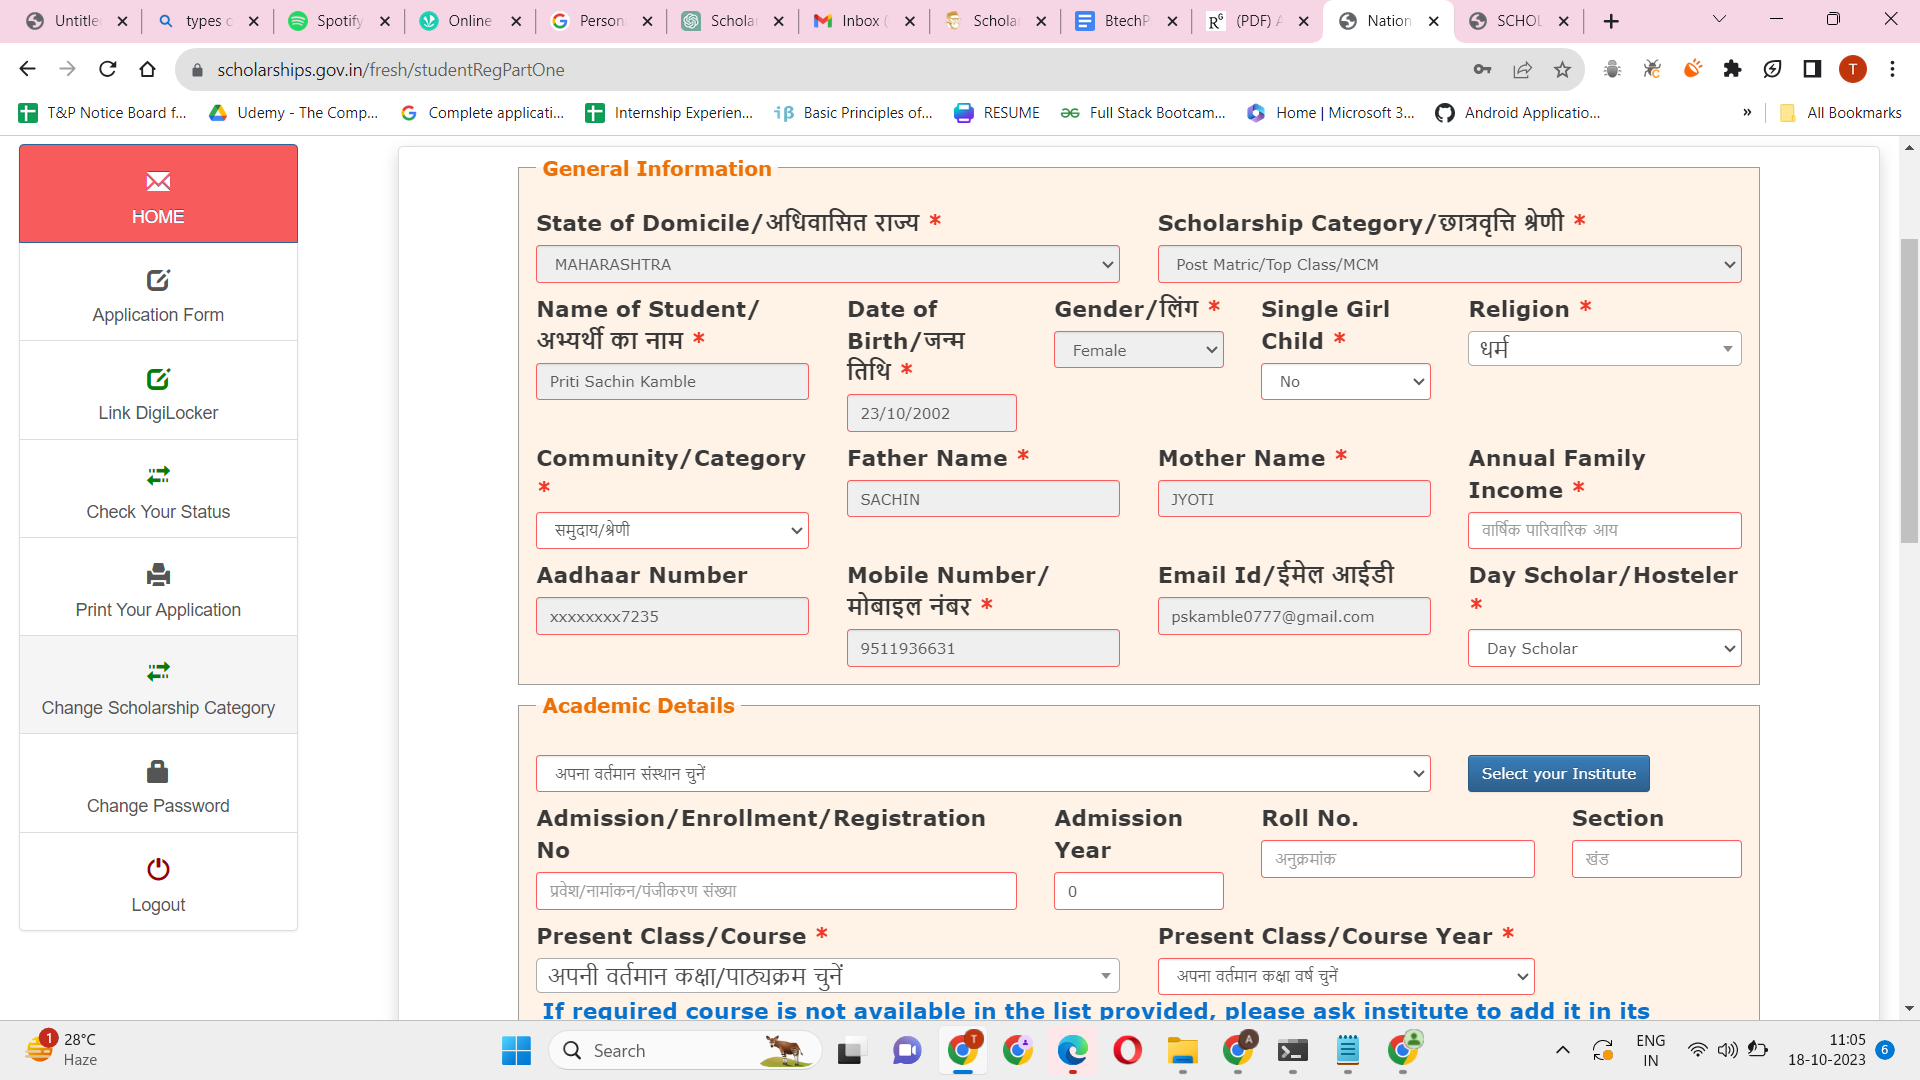 Untitle
types o
Spotify
Online
Person
Scholar
Inbox (
Scholar
BtechP
(PDF) A
Nation
SCHOL
scholarships.gov.in/fresh/studentRegPartOne
T
T&P Notice Board f...
Udemy - The Comp...
Complete applicati...
Internship Experien...
Basic Principles of...
RESUME
Full Stack Bootcam...
Home | Microsoft 3...
Android Applicatio...
»
All Bookmarks
HOME
Application Form
Link DigiLocker
Check Your Status
Print Your Application
Change Scholarship Category
Change Password
Logout
General Information
State of Domicile/अधिवासित राज्य *
MAHARASHTRA
Scholarship Category/छात्रवृत्ति श्रेणी *
Post Matric/Top Class/MCM
Name of Student/
अभ्यर्थी का नाम *
Priti Sachin Kamble
Date of
Birth/जन्म
तिथि *
23/10/2002
Gender/लिंग *
Female
Single Girl
Child *
No
Religion *
धर्म
Community/Category
*
समुदाय/श्रेणी
Father Name *
SACHIN
Mother Name *
JYOTI
Annual Family
Income *
वार्षिक पारिवारिक आय
Aadhaar Number
xxxxxxxx7235
Mobile Number/
मोबाइल नंबर *
9511936631
Email Id/ईमेल आईडी
pskamble0777@gmail.com
Day Scholar/Hosteler
*
Day Scholar
Academic Details
अपना वर्तमान संस्थान चुनें
Select your Institute
Admission/Enrollment/Registration
No
प्रवेश/नामांकन/पंजीकरण संख्या
Admission
Year
0
Roll No.
अनुक्रमांक
Section
खंड
Present Class/Course *
अपनी वर्तमान कक्षा/पाठ्यक्रम चुनें
Present Class/Course Year *
अपना वर्तमान कक्षा वर्ष चुनें
If required course is not available in the list provided, please ask institute to add it in its
1
28°C
Haze
Search
T
A
ENG
IN
11:05
18-10-2023
6